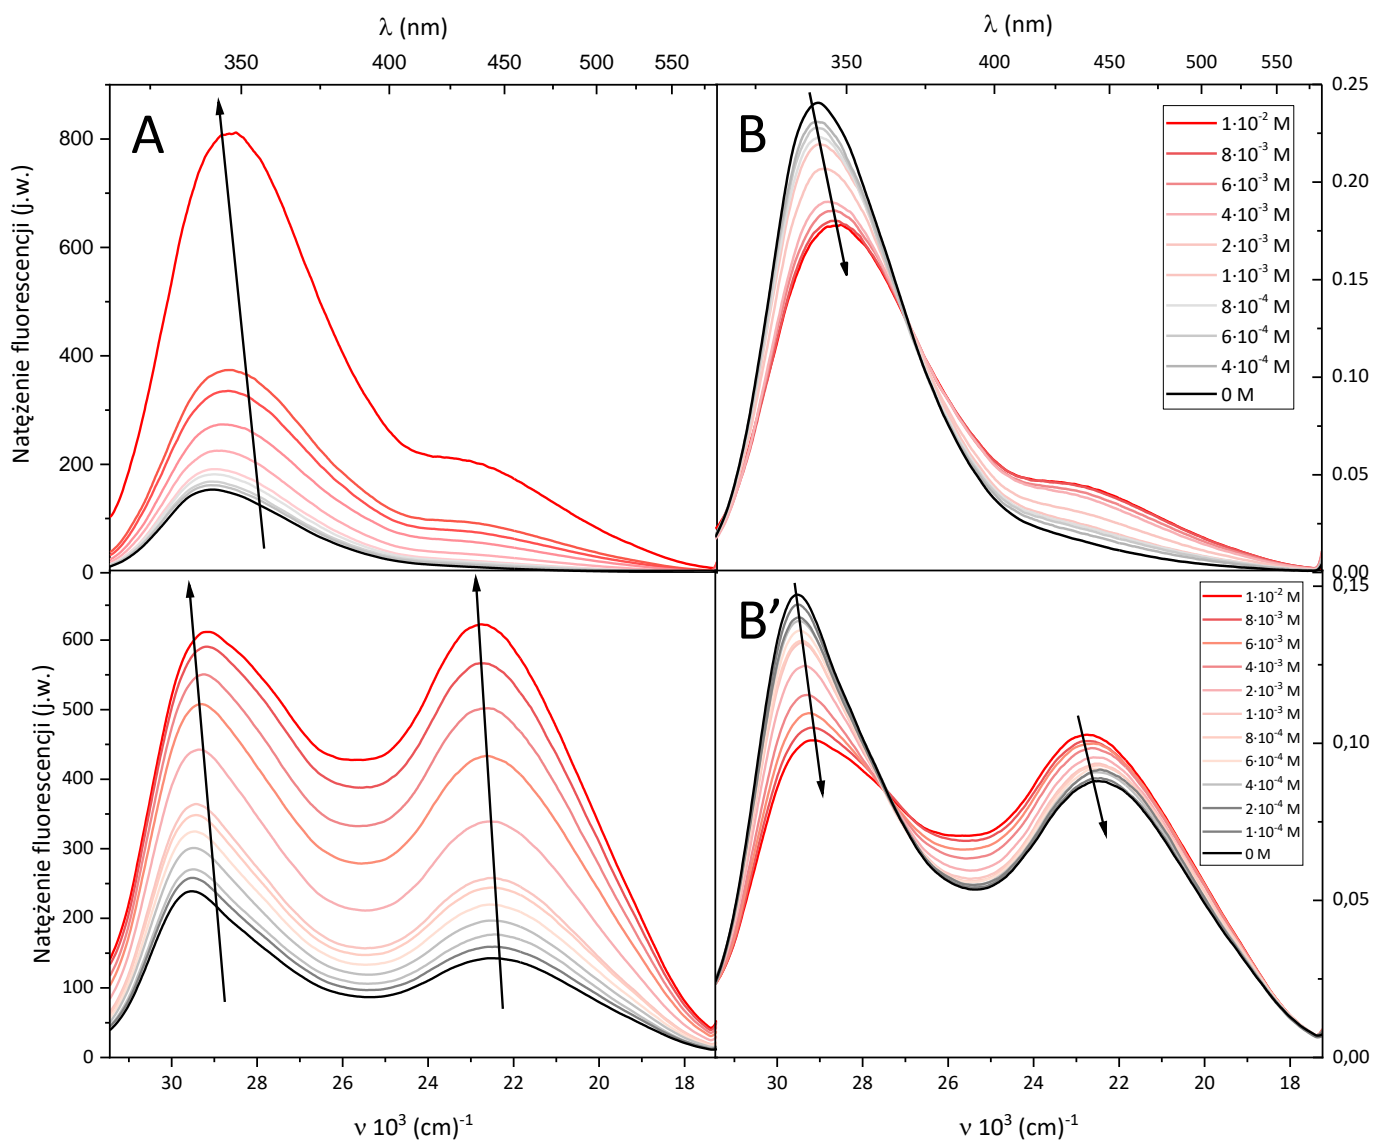 λ (nm)
λ (nm)
350 400 450 500 550
350 400 450 500 550
A
B
Natężenie fluorescencji (j.w.)
800
600
400
200
0
0.25
0.20
0.15
0.10
0.05
0.00
1·10⁻² M
8·10⁻³ M
6·10⁻³ M
4·10⁻³ M
2·10⁻³ M
1·10⁻³ M
8·10⁻⁴ M
6·10⁻⁴ M
4·10⁻⁴ M
0 M
B′
Natężenie fluorescencji (j.w.)
600
500
400
300
200
100
0
0,15
0,10
0,05
0,00
1·10⁻² M
8·10⁻³ M
6·10⁻³ M
4·10⁻³ M
2·10⁻³ M
1·10⁻³ M
8·10⁻⁴ M
6·10⁻⁴ M
4·10⁻⁴ M
2·10⁻⁴ M
1·10⁻⁴ M
0 M
30 28 26 24 22 20 18
30 28 26 24 22 20 18
ν 10³ (cm)⁻¹
ν 10³ (cm)⁻¹